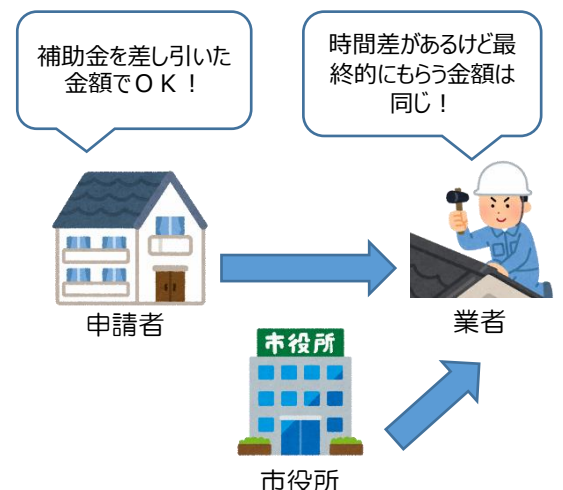 補助金を差し引いた
金額でＯＫ！
時間差があるけど最
終的にもらう金額は
同じ！
申請者
業者
市役所
市役所